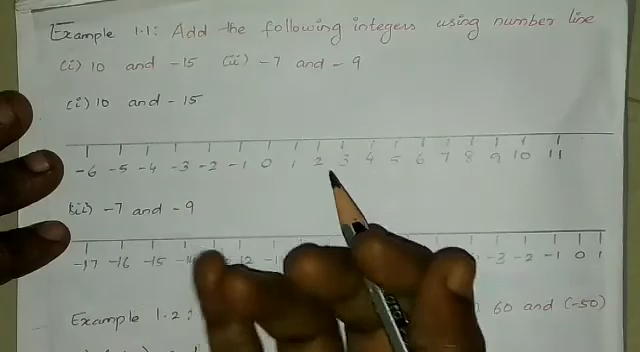 Example 1.1: Add the following integers using number line
(i) 10 and -15 (ii) -7 and -9
(i) 10 and -15
-6 -5 -4 -3 -2 -1 0 1 2 3 4 5 6 7 8 9 10 11
(ii) -7 and -9
-17 -16 -15 12 -3 -2 -1 0 1
Example 1.2: 60 and (-50)